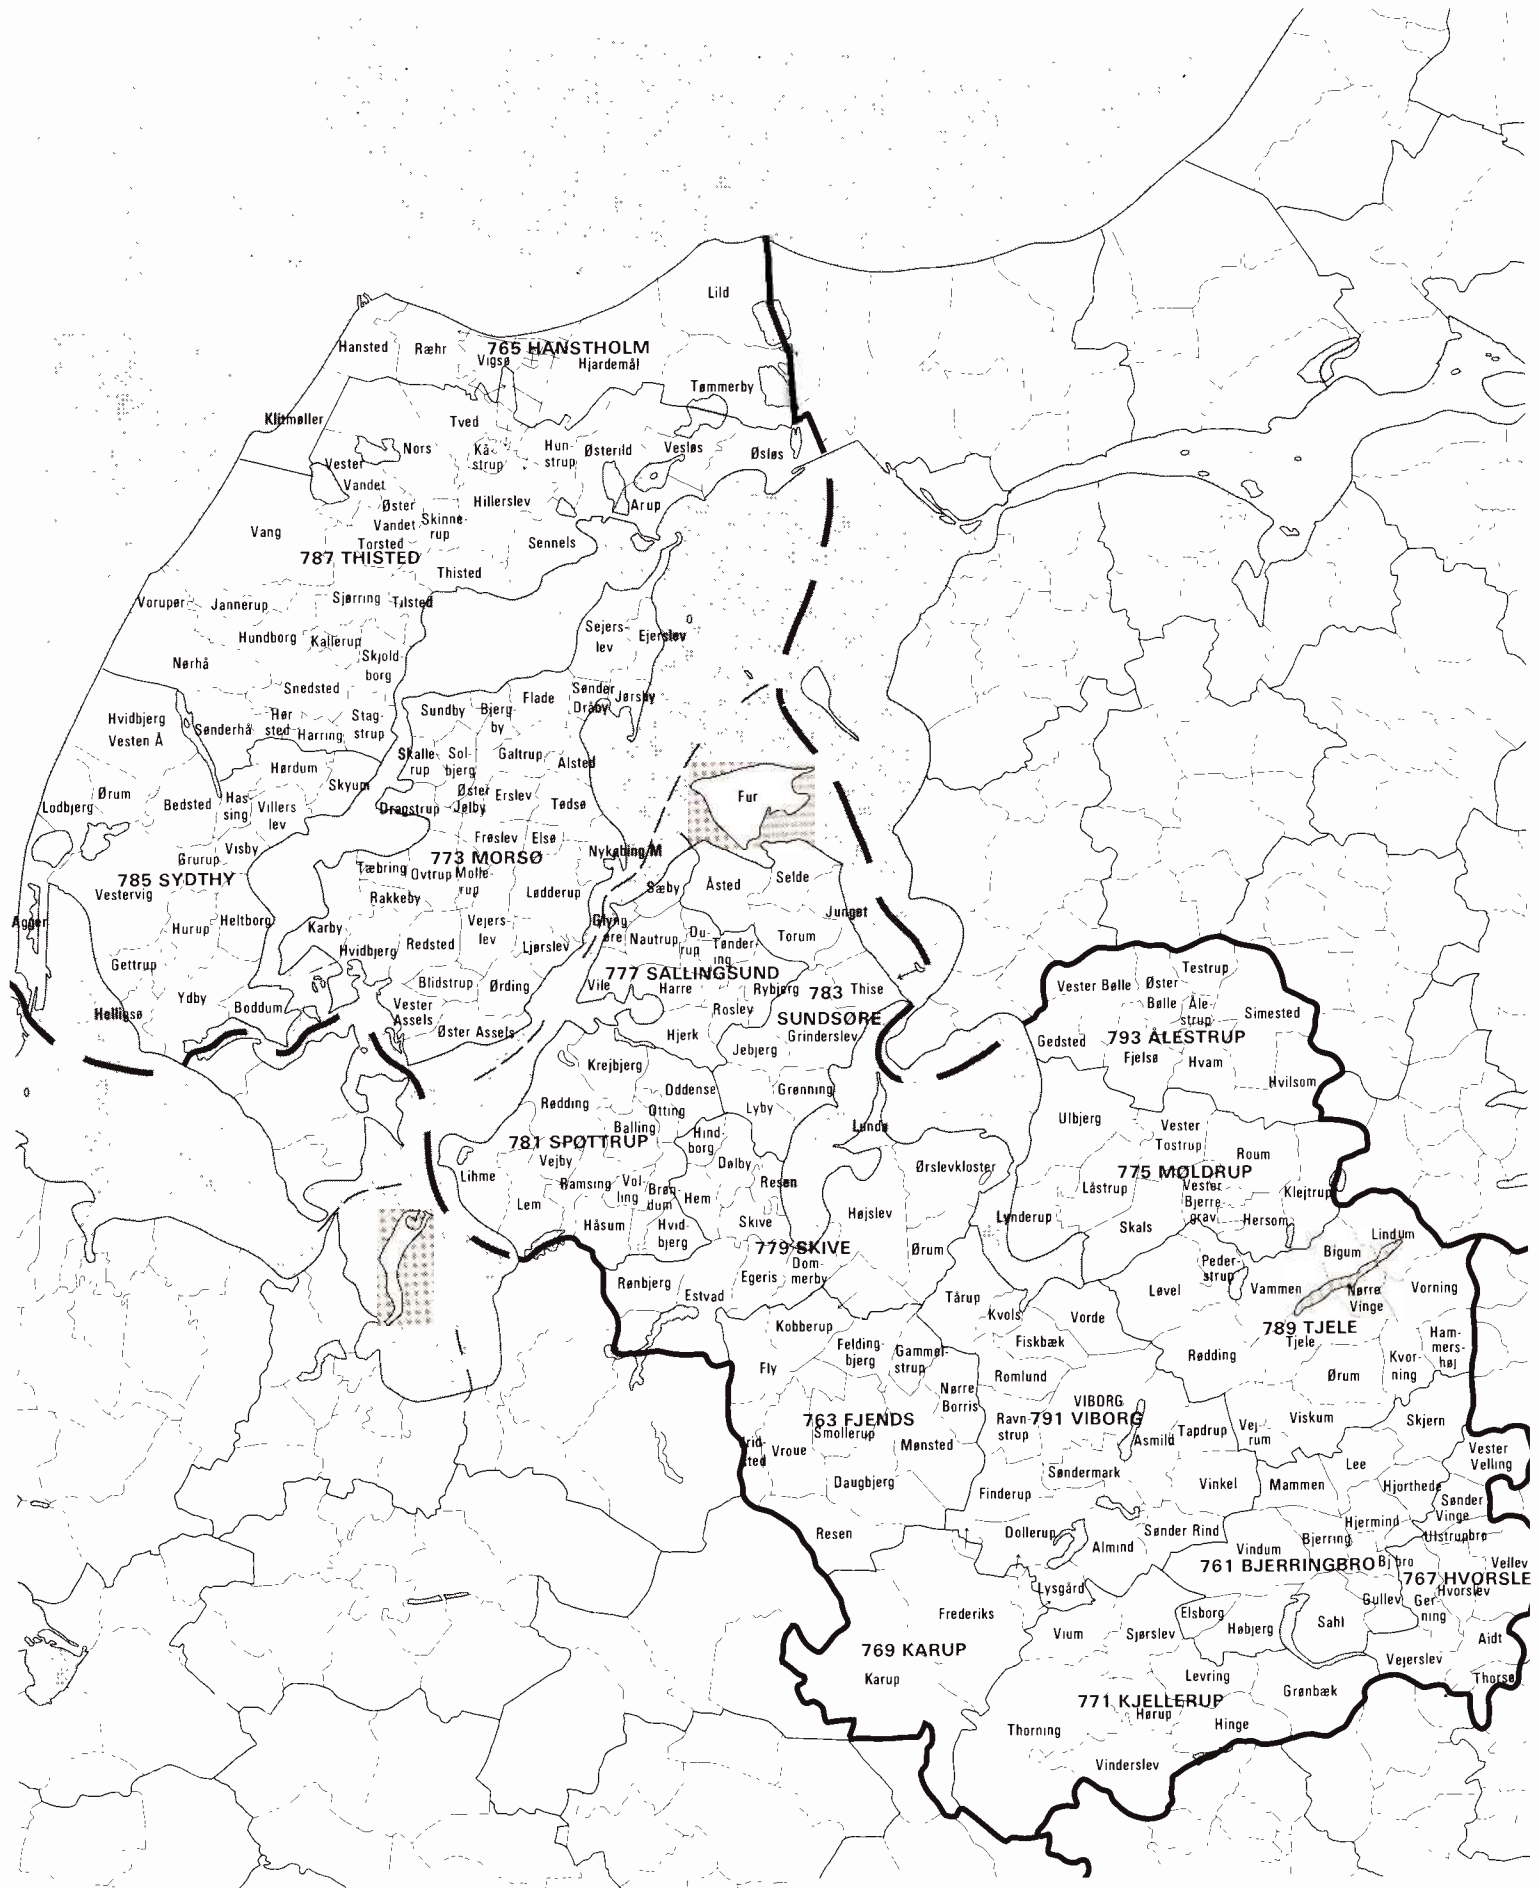 Lild
Hansted
Ræhr
765 HANSTHOLM
Vigsø
Hjardemål
Tømmerby
Klitmøller
Tved
Nors
Kå-
strup
Hun-
strup
Østerild
Vesløs
Øsløs
Vester
Vandet
Øster
Vandet
Skinne-
rup
Hillerslev
Arup
Vang
Torsted
Sennels
787 THISTED
Thisted
Vorupør
Jannerup
Sjørring
Tilsted
Hundborg
Kallerup
Skjold-
borg
Nørhå
Snedsted
Sejers-
lev
Ejerslev
Hvidbjerg
Vesten Å
Sønderhå
Hør
sted
Harring
Stag-
strup
Sundby
Bjerg-
by
Flade
Sønder
Dråby
Jørsby
Hørdum
Skyum
Skalle-
rup
Sol-
bjerg
Galtrup
Alsted
Ørum
Lodbjerg
Bedsted
Has-
sing
Villers
lev
Dragstrup
Øster
Jølby
Erslev
Tødsø
Fur
Visby
Grurup
Frøslev
Elsø
773 MORSØ
Nykøbing M
785 SYDTHY
Vestervig
Tæbring
Ovtrup
Molle-
rup
Rakkeby
Lødderup
Sæby
Åsted
Selde
Agger
Hurup
Heltborg
Karby
Hvidbjerg
Redsted
Vejers-
lev
Ljørslev
Glyng
øre
Nautrup
Du-
rup
Tønder-
ing
Torum
Junget
Gettrup
Ydby
Boddum
Helligsø
Blidstrup
Ørding
Vester
Assels
Øster Assels
777 SALLINGSUND
Vile
Harre
Rybjerg
783
SUNDSØRE
Thise
Roslev
Hjerk
Jebjerg
Grinderslev
Vester Bølle
Øster
Bølle
Testrup
Åle-
strup
Simested
Gedsted
793 ÅLESTRUP
Fjelsø
Hvam
Hvilsom
Krejbjerg
Oddense
Grønning
Rødding
Otting
Lyby
Balling
781 SPØTTRUP
Hind-
borg
Lundø
Vejby
Dølby
Lihme
Ramsing
Vol-
ling
Brøn-
dum
Hem
Resen
Lem
Håsum
Hvid-
bjerg
Skive
Ørslevkloster
Højslev
Ulbjerg
Vester
Tostrup
Roum
775 MØLDRUP
Låstrup
Vester
Bjerre
grav
Klejtrup
Lynderup
Skals
Hersom
779 SKIVE
Ørum
Rønbjerg
Estvad
Egeris
Dom-
merby
Lindum
Bigum
Peder-
strup
Løvel
Vammen
Nørre
Vinge
Vorning
789 TJELE
Tjele
Tårup
Kvols
Vorde
Fiskbæk
Kobberup
Felding-
bjerg
Gammel-
strup
Fly
Romlund
Rødding
Ørum
Kvor-
ning
Ham-
mers-
høj
Nørre
Borris
763 FJENDS
Smollerup
Vroue
Mønsted
Daugbjerg
Ravn-
strup
VIBORG
791 VIBORG
Asmild
Tapdrup
Vej-
rum
Viskum
Skjern
Søndermark
Finderup
Vinkel
Mammen
Lee
Hjorthede
Vester
Velling
Sønder
Vinge
Resen
Dollerup
Almind
Sønder Rind
Vindum
Bjerring
Hjermind
Ulstrupbro
761 BJERRINGBRO
Bj bro
767 HVORSLE
Vellev
Hvorslev
Lysgård
Frederiks
Vium
Sjørslev
Elsborg
Højbjerg
Sahl
Gullev
Ger-
ning
Aidt
Vejerslev
Thorsø
769 KARUP
Karup
Levring
771 KJELLERUP
Hørup
Grønbæk
Thorning
Hinge
Vinderslev